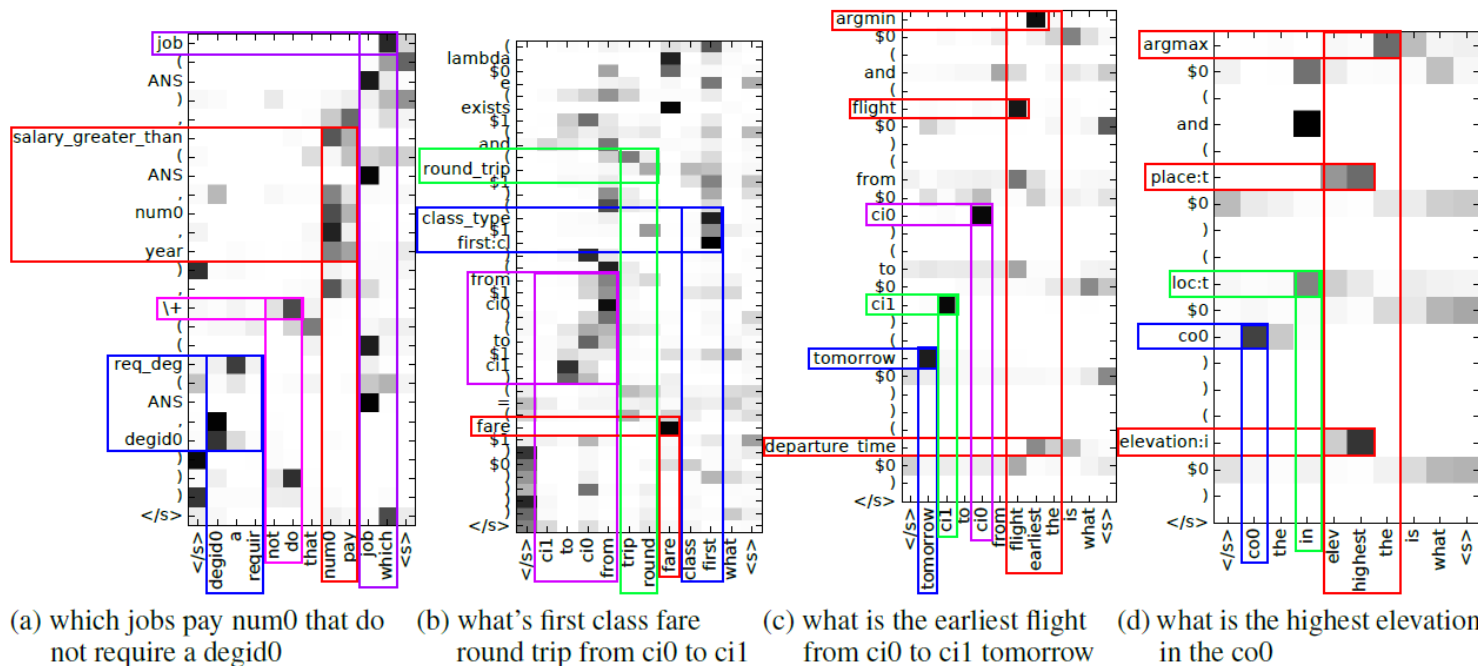 job
(
ANS
)
,
salary_greater_than
(
ANS
,
num0
,
year
)
,
\+
(
(
req_deg
(
ANS
,
degid0
)
)
)
</s>
</s>
degid0
a
requir
not
do
that
num0
pay
job
which
<s>
(a) which jobs pay num0 that do
not require a degid0
(
lambda
$0
e
(
exists
$1
(
and
(
round_trip
$1
)
(
class_type
$1
first:cl
)
(
from
$1
ci0
)
(
to
$1
ci1
)
(
=
(
fare
$1
)
$0
)
)
)
)
</s>
</s>
ci1
to
ci0
from
trip
round
fare
class
first
what
<s>
(b) what's first class fare
round trip from ci0 to ci1
argmin
$0
(
and
(
flight
$0
)
(
from
$0
ci0
)
(
to
$0
ci1
)
(
tomorrow
$0
)
)
(
departure_time
$0
)
</s>
</s>
tomorrow
ci1
to
ci0
from
flight
earliest
the
is
what
<s>
(c) what is the earliest flight
from ci0 to ci1 tomorrow
argmax
$0
(
and
(
place:t
$0
)
(
loc:t
$0
co0
)
)
(
elevation:i
$0
)
</s>
</s>
co0
the
in
elev
highest
the
is
what
<s>
<s>
(d) what is the highest elevation
in the co0